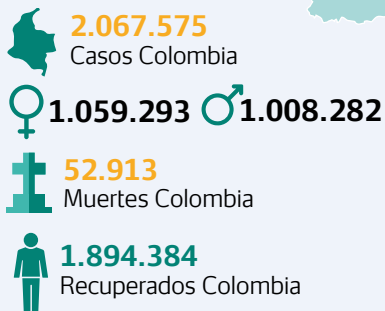 2.067.575
Casos Colombia
1.059.293 1.008.282
52.913
Muertes Colombia
1.894.384
Recuperados Colombia